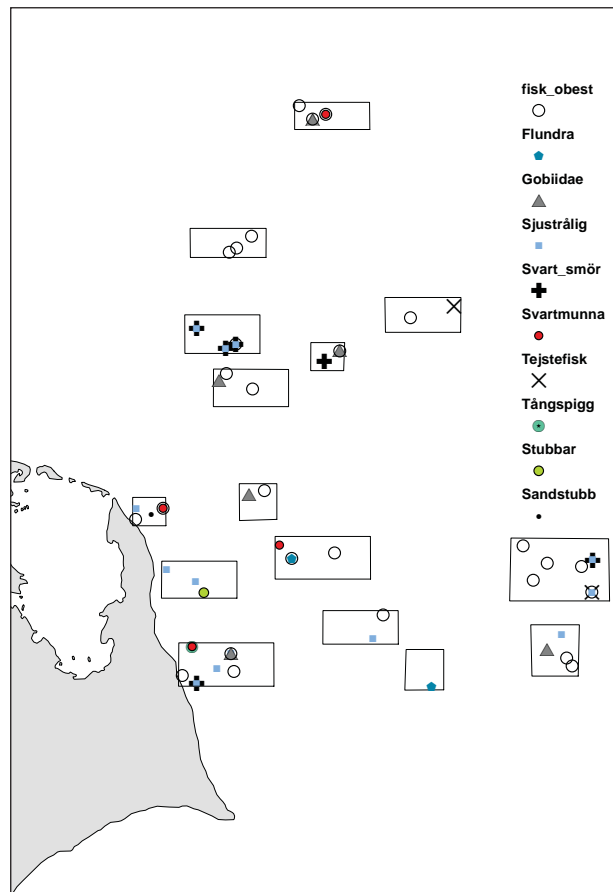 fisk_obest
Flundra
Gobiidae
Sjustrålig
Svart_smör
Svartmunna
Tejstefisk
Tångspigg
Stubbar
Sandstubb